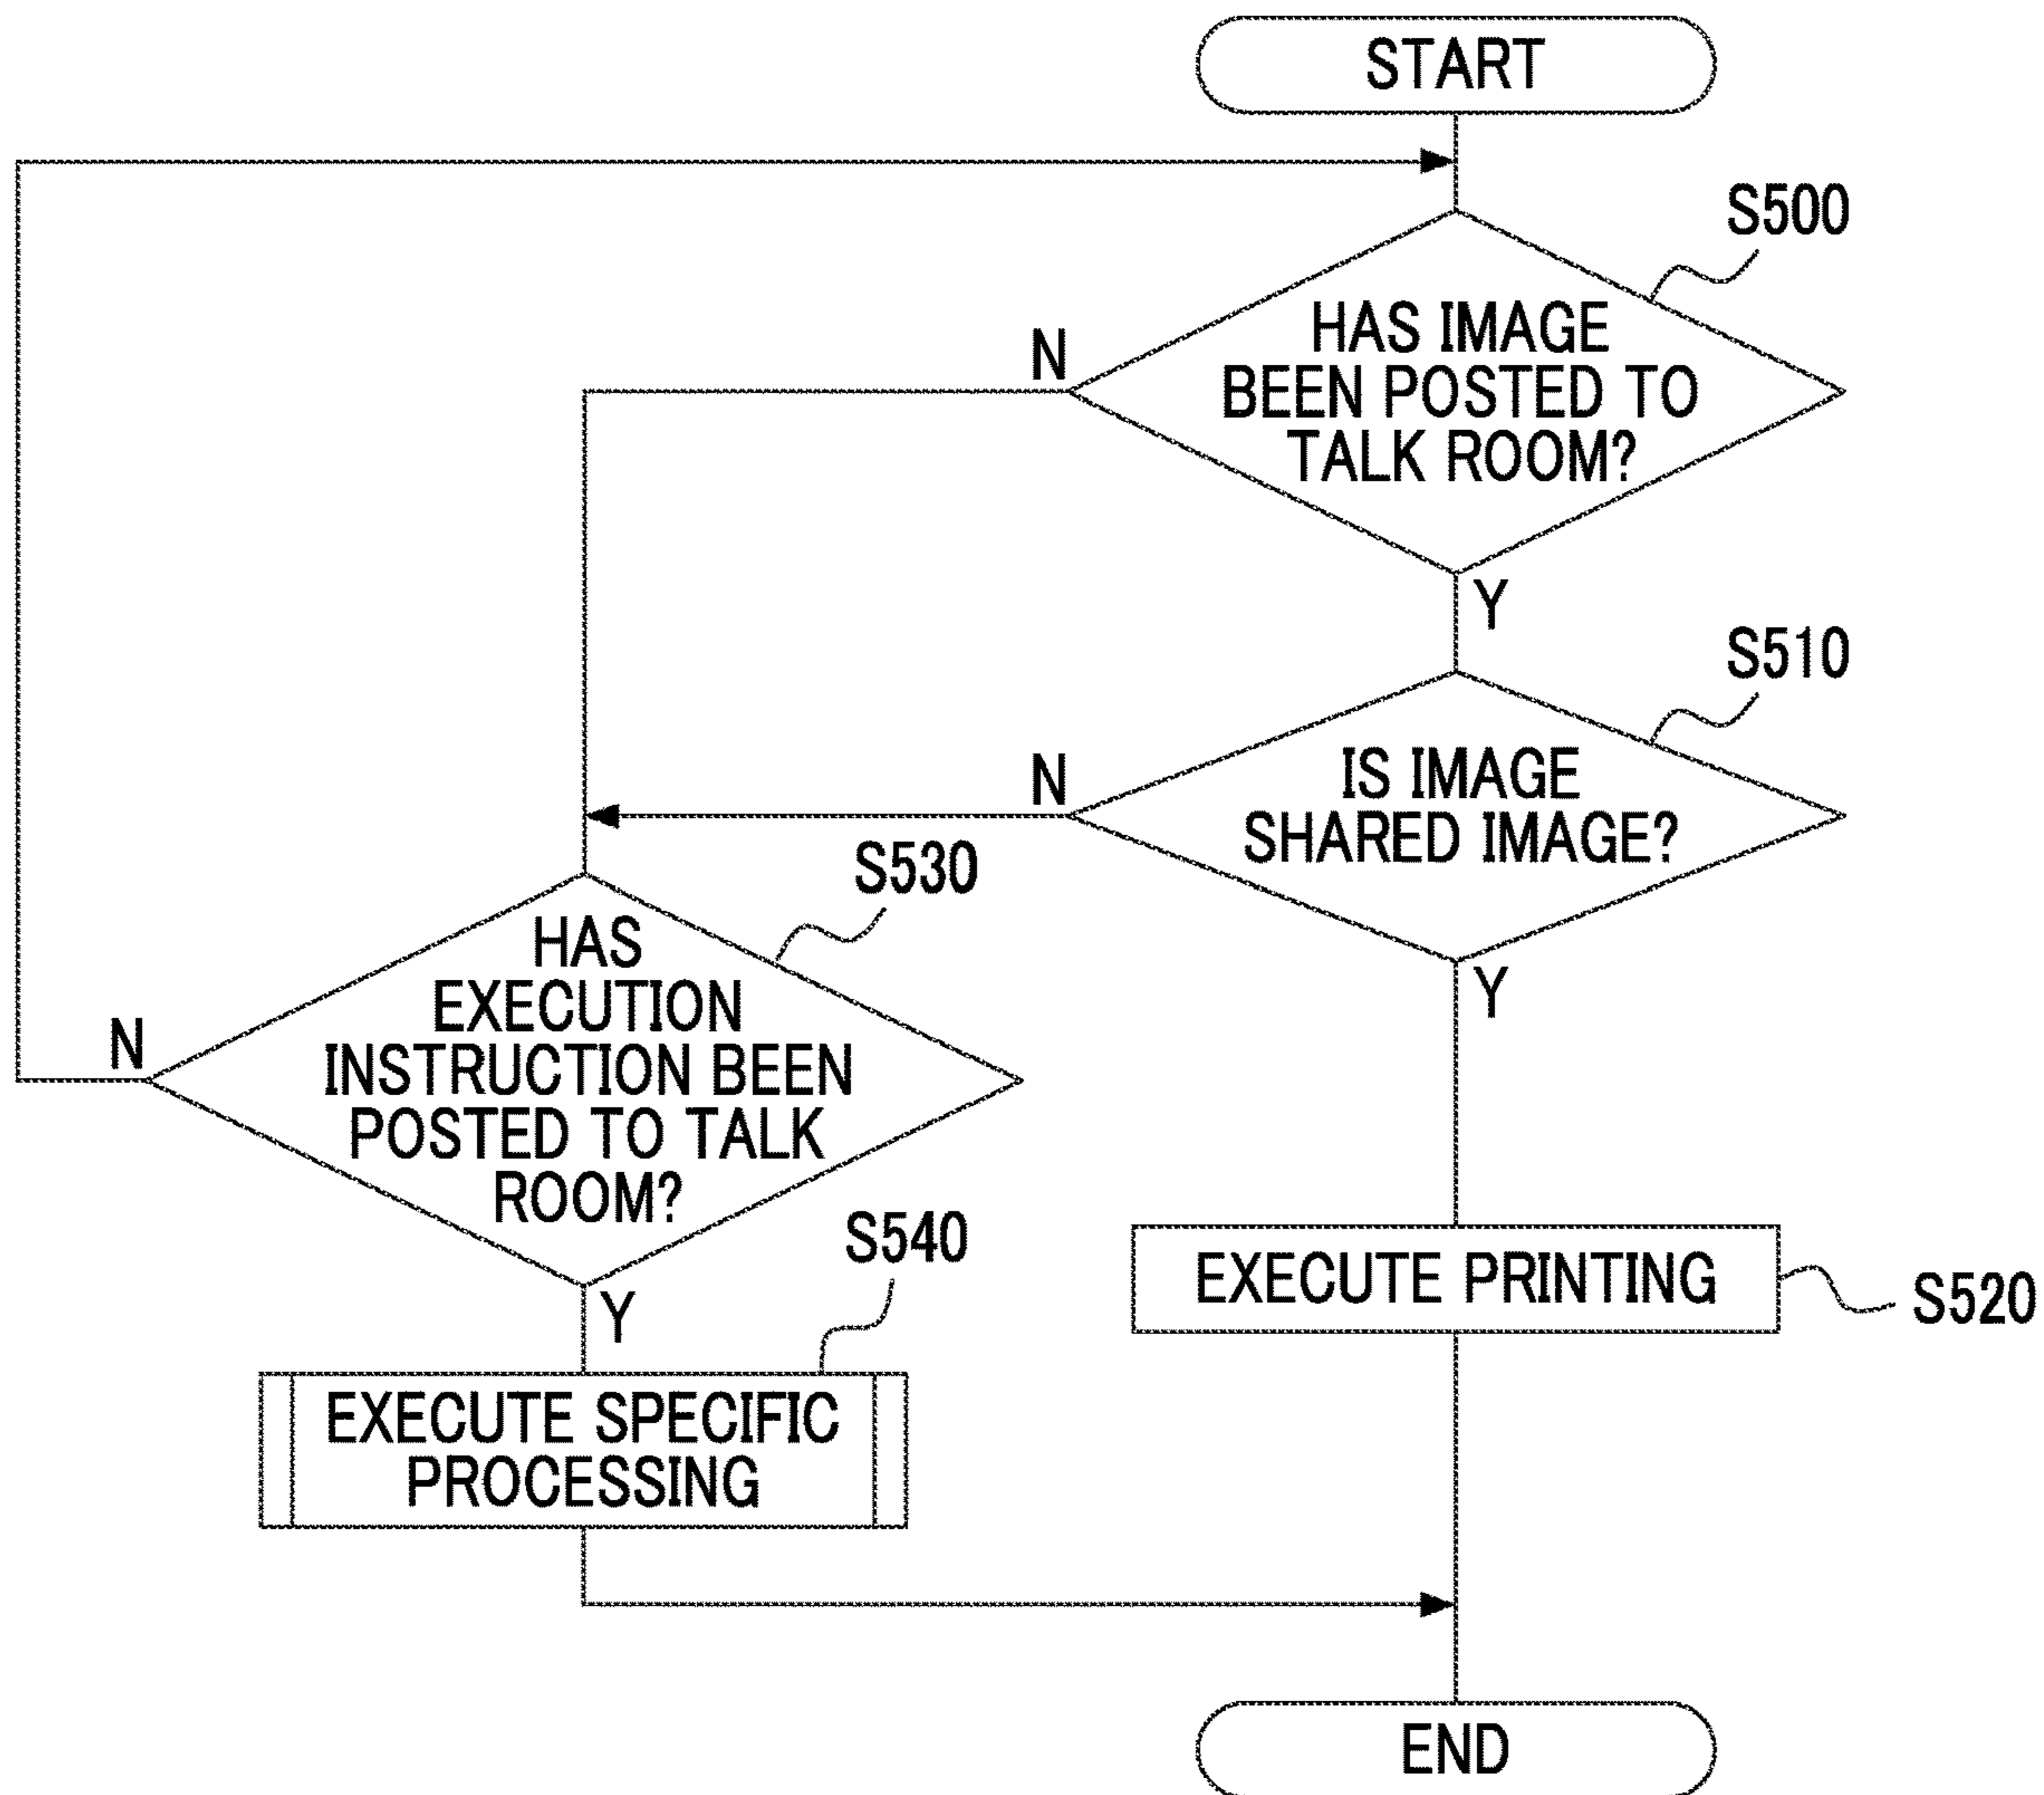 START
S500
HAS IMAGE
BEEN POSTED TO
TALK ROOM?
N
Y
S510
IS IMAGE
SHARED IMAGE?
N
Y
S530
HAS
EXECUTION
INSTRUCTION BEEN
POSTED TO TALK
ROOM?
N
Y
S540
EXECUTE SPECIFIC
PROCESSING
EXECUTE PRINTING
S520
END